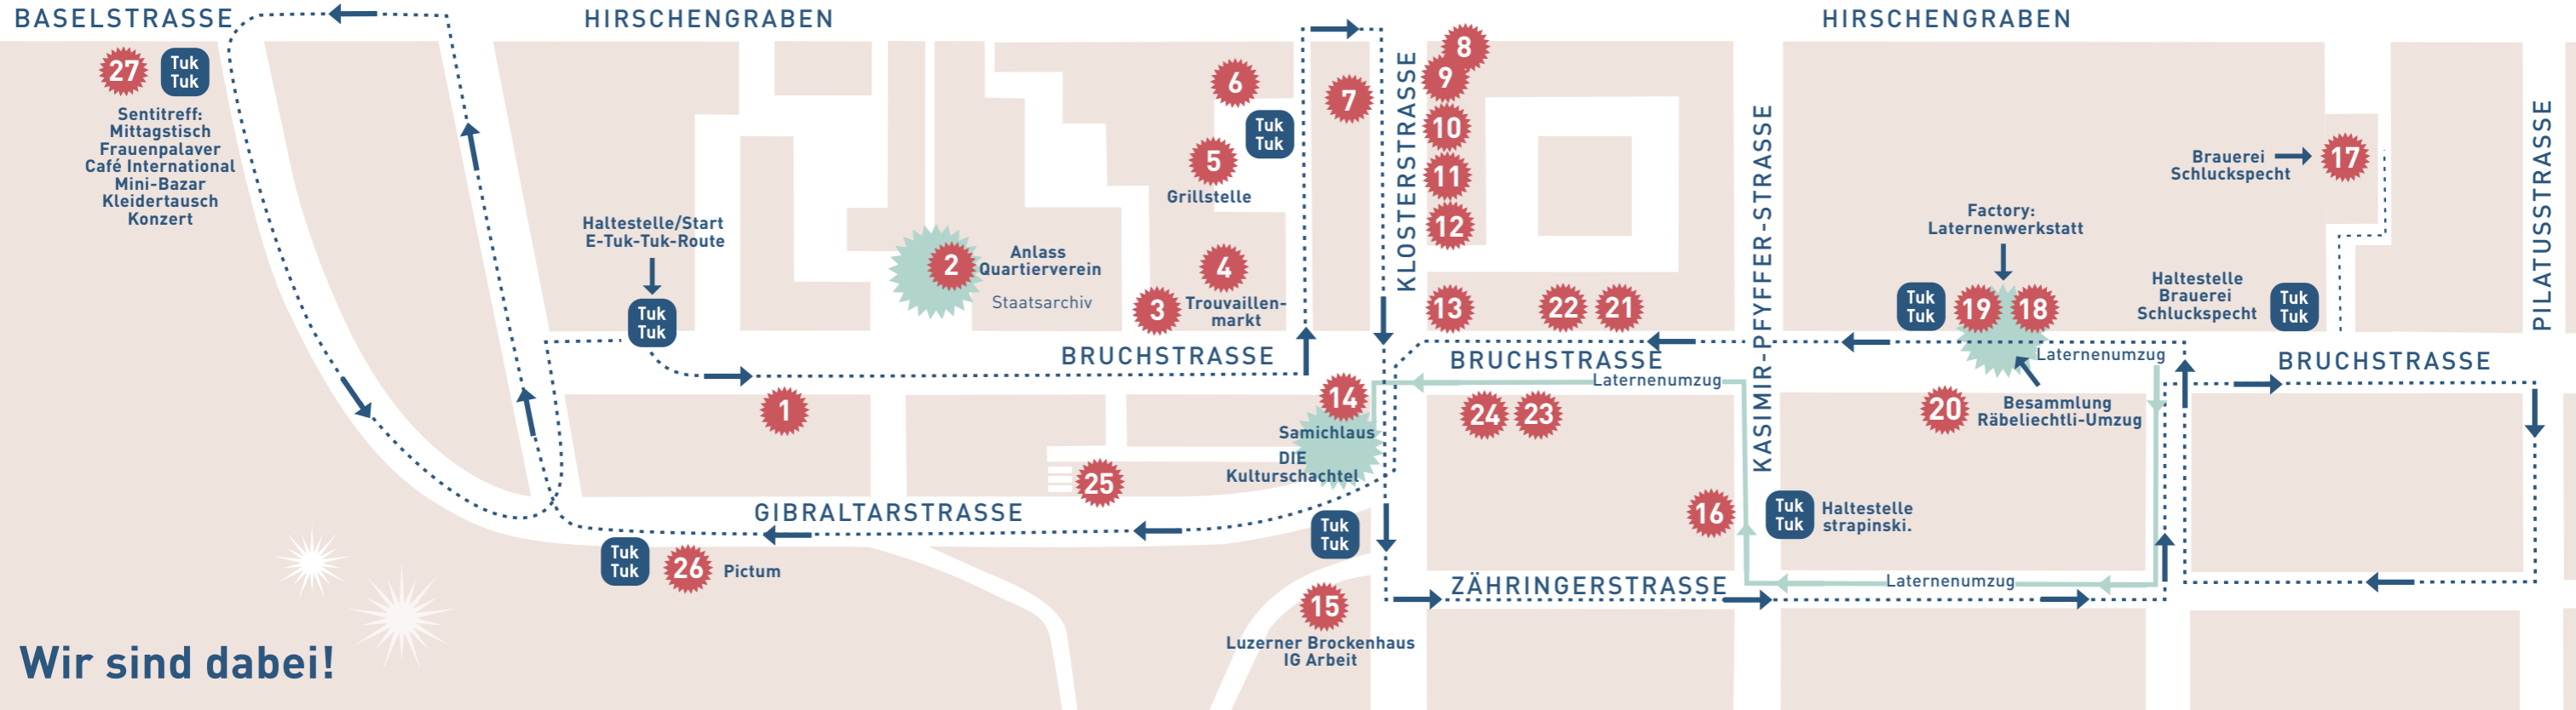 BASELSTRASSE
HIRSCHENGRABEN
HIRSCHENGRABEN
27
Tuk
Tuk
Sentitreff:
Mittagstisch
Frauenpalaver
Café International
Mini-Bazar
Kleidertausch
Konzert
Haltestelle/Start
E-Tuk-Tuk-Route
Tuk
Tuk
2
Anlass
Quartierverein
Staatsarchiv
6
Tuk
Tuk
5
Grillstelle
4
3
Trouvaillen-
markt
7
KLOSTERSTRASSE
8
9
10
11
12
13
22
21
KASIMIR-PFYFFER-STRASSE
Brauerei
Schluckspecht
17
PILATUSSTRASSE
Factory:
Laternenwerkstatt
Tuk
Tuk
19
18
Haltestelle
Brauerei
Schluckspecht
Tuk
Tuk
BRUCHSTRASSE
BRUCHSTRASSE
Laternenumzug
BRUCHSTRASSE
Laternenumzug
1
14
Samichlaus
DIE
Kulturschachtel
24
23
20
Besammlung
Räbeliechtli-Umzug
25
GIBRALTARSTRASSE
Tuk
Tuk
16
Tuk
Tuk
Haltestelle
strapinski.
Tuk
Tuk
26
Pictum
ZÄHRINGERSTRASSE
Laternenumzug
15
Luzerner Brockenhaus
IG Arbeit
Wir sind dabei!